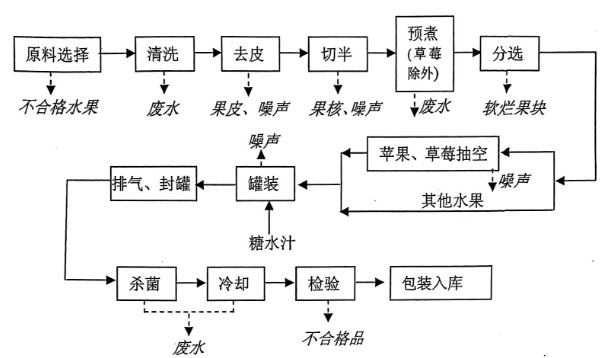 原料选择
清洗
去皮
切半
预煮
(草莓
除外)
分选
不合格水果
废水
果皮、噪声
果核、噪声
废水
软烂果块
噪声
苹果、草莓抽空
噪声
其他水果
排气、封罐
罐装
糖水汁
杀菌
冷却
检验
包装入库
废水
不合格品